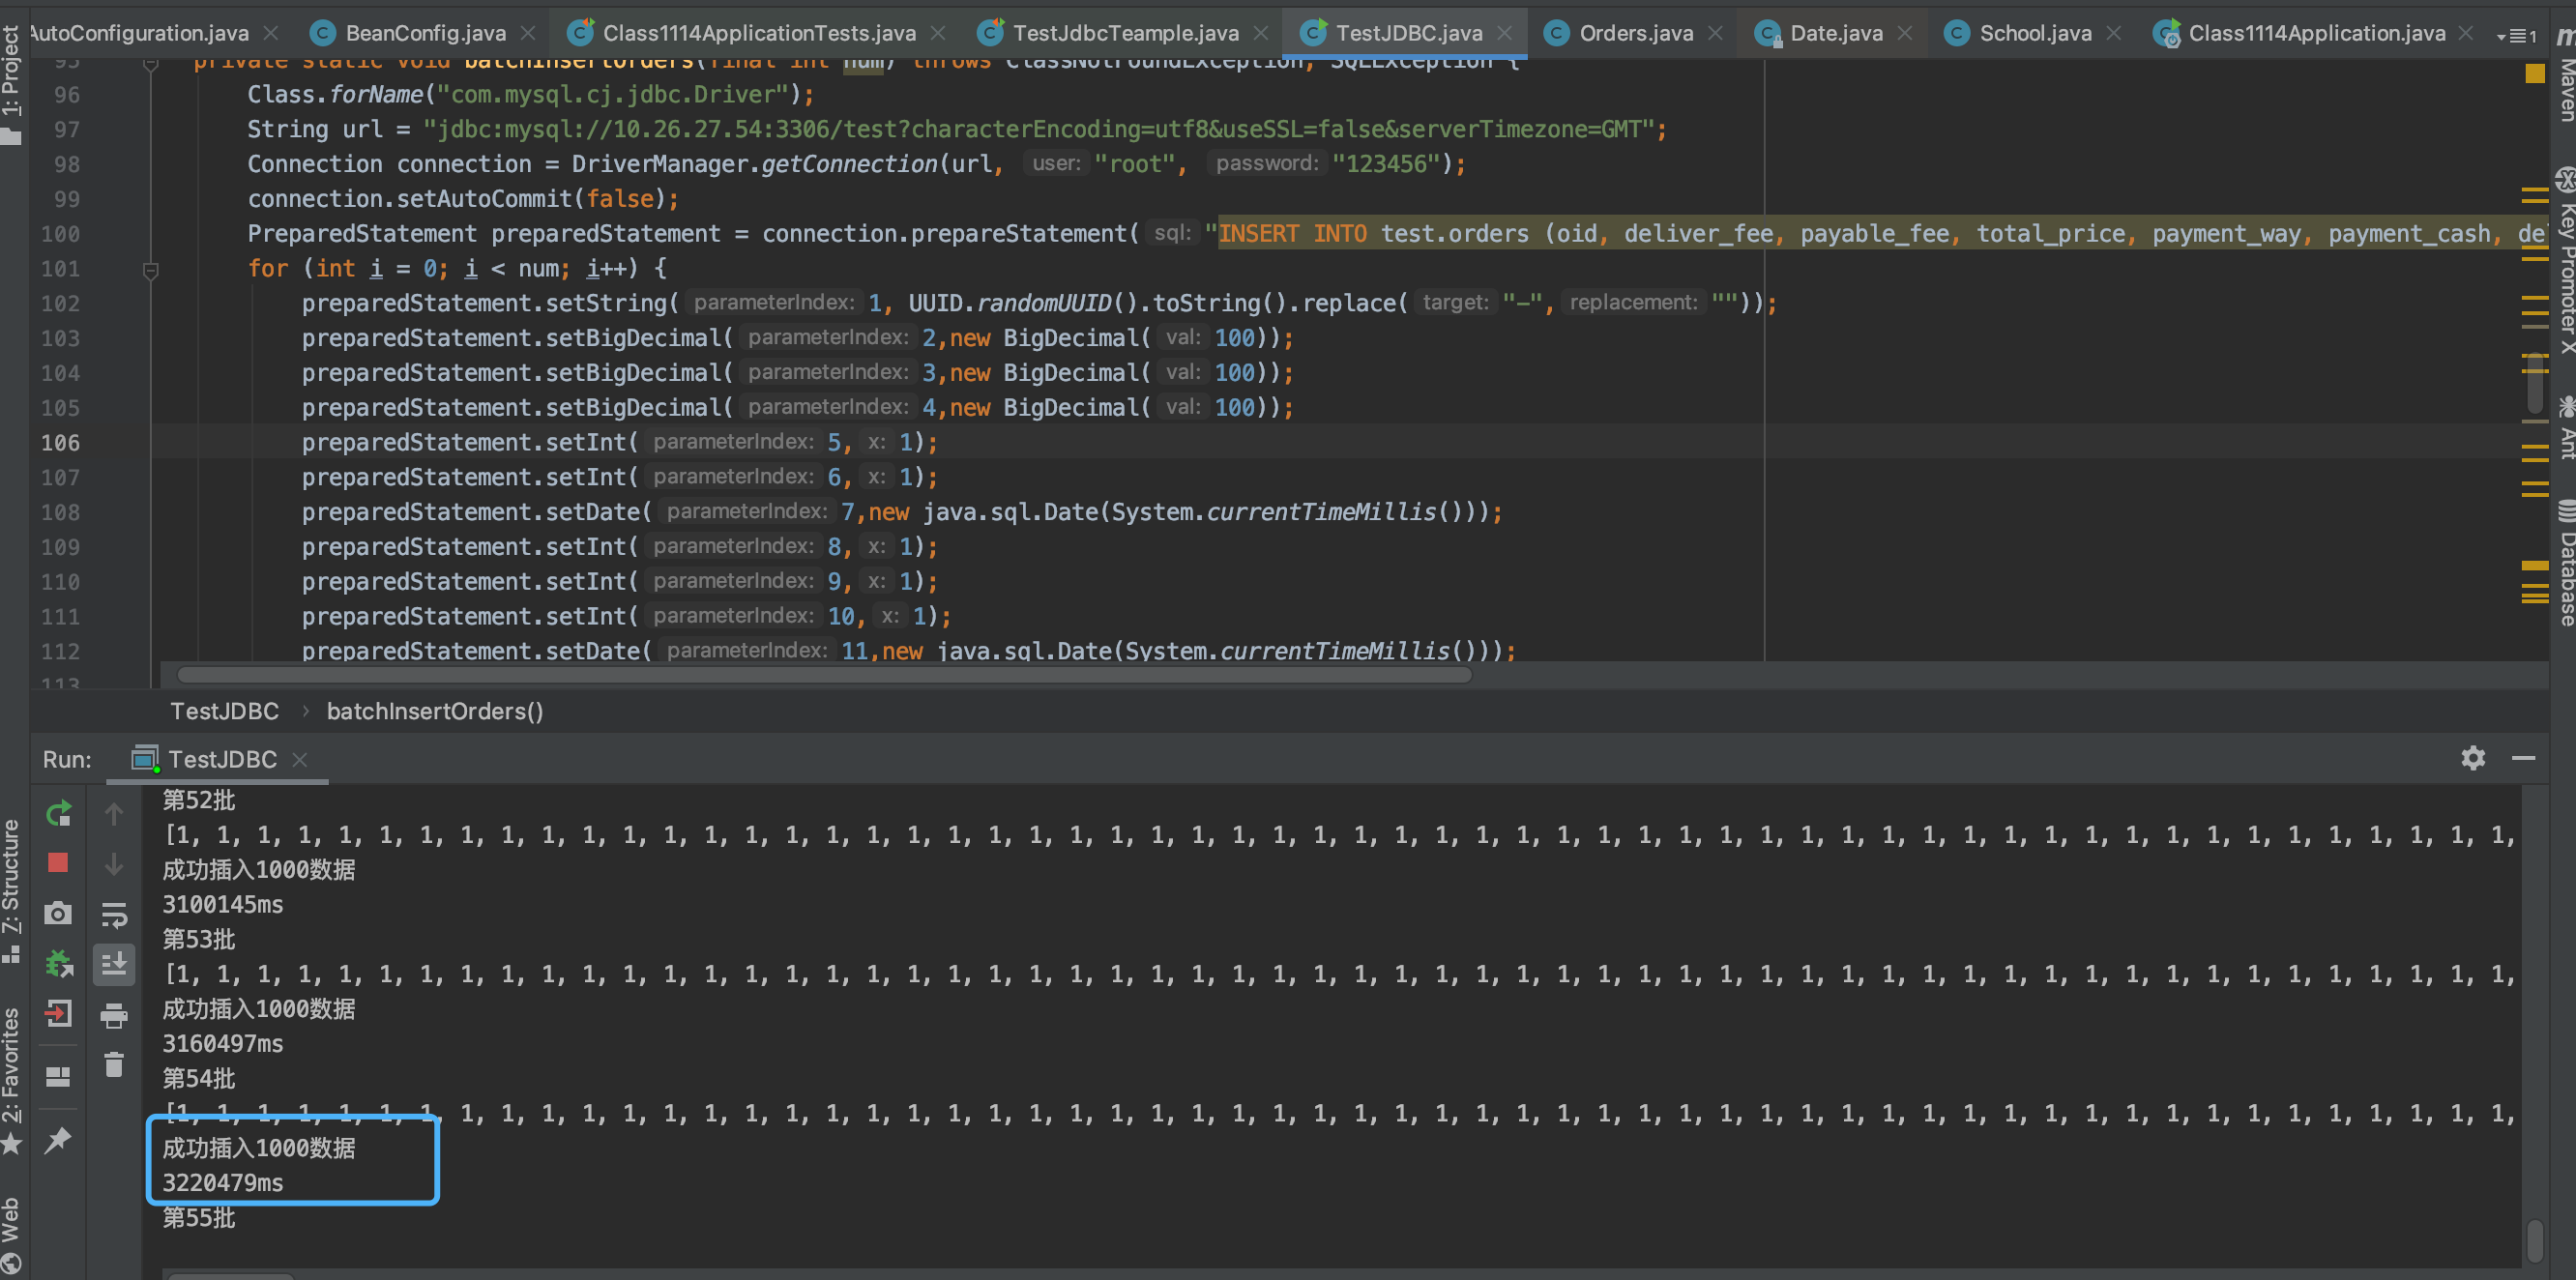 AutoConfiguration.java BeanConfig.java Class1114ApplicationTests.java TestJdbcTeample.java TestJDBC.java Orders.java Date.java School.java Class1114Application.java 1
1: Project
Maven
95 private static void batchInsertOrders(final int num) throws ClassNotFoundException, SQLException {
96 Class.forName("com.mysql.cj.jdbc.Driver");
97 String url = "jdbc:mysql://10.26.27.54:3306/test?characterEncoding=utf8&useSSL=false&serverTimezone=GMT";
98 Connection connection = DriverManager.getConnection(url, user: "root", password: "123456");
99 connection.setAutoCommit(false);
100 PreparedStatement preparedStatement = connection.prepareStatement( sql: "INSERT INTO test.orders (oid, deliver_fee, payable_fee, total_price, payment_way, payment_cash, de
101 for (int i = 0; i < num; i++) {
102 preparedStatement.setString( parameterIndex: 1, UUID.randomUUID().toString().replace( target: "-", replacement: ""));
103 preparedStatement.setBigDecimal( parameterIndex: 2,new BigDecimal( val: 100));
104 preparedStatement.setBigDecimal( parameterIndex: 3,new BigDecimal( val: 100));
105 preparedStatement.setBigDecimal( parameterIndex: 4,new BigDecimal( val: 100));
106 preparedStatement.setInt( parameterIndex: 5, x: 1);
107 preparedStatement.setInt( parameterIndex: 6, x: 1);
108 preparedStatement.setDate( parameterIndex: 7,new java.sql.Date(System.currentTimeMillis()));
109 preparedStatement.setInt( parameterIndex: 8, x: 1);
110 preparedStatement.setInt( parameterIndex: 9, x: 1);
111 preparedStatement.setInt( parameterIndex: 10, x: 1);
112 preparedStatement.setDate( parameterIndex: 11,new java.sql.Date(System.currentTimeMillis()));
113
Key Promoter X
Ant
Database
TestJDBC › batchInsertOrders()
Run: TestJDBC
7: Structure
2: Favorites
Web
第52批
[1, 1, 1, 1, 1, 1, 1, 1, 1, 1, 1, 1, 1, 1, 1, 1, 1, 1, 1, 1, 1, 1, 1, 1, 1, 1, 1, 1, 1, 1, 1, 1, 1, 1, 1, 1, 1, 1, 1, 1, 1, 1, 1, 1, 1, 1, 1, 1, 1, 1, 1, 1, 1, 1, 1, 1, 1, 1,
成功插入1000数据
3100145ms
第53批
[1, 1, 1, 1, 1, 1, 1, 1, 1, 1, 1, 1, 1, 1, 1, 1, 1, 1, 1, 1, 1, 1, 1, 1, 1, 1, 1, 1, 1, 1, 1, 1, 1, 1, 1, 1, 1, 1, 1, 1, 1, 1, 1, 1, 1, 1, 1, 1, 1, 1, 1, 1, 1, 1, 1, 1, 1, 1,
成功插入1000数据
3160497ms
第54批
[1, 1, 1, 1, 1, 1, 1, 1, 1, 1, 1, 1, 1, 1, 1, 1, 1, 1, 1, 1, 1, 1, 1, 1, 1, 1, 1, 1, 1, 1, 1, 1, 1, 1, 1, 1, 1, 1, 1, 1, 1, 1, 1, 1, 1, 1, 1, 1, 1, 1, 1, 1, 1, 1, 1, 1, 1, 1,
成功插入1000数据
3220479ms
第55批